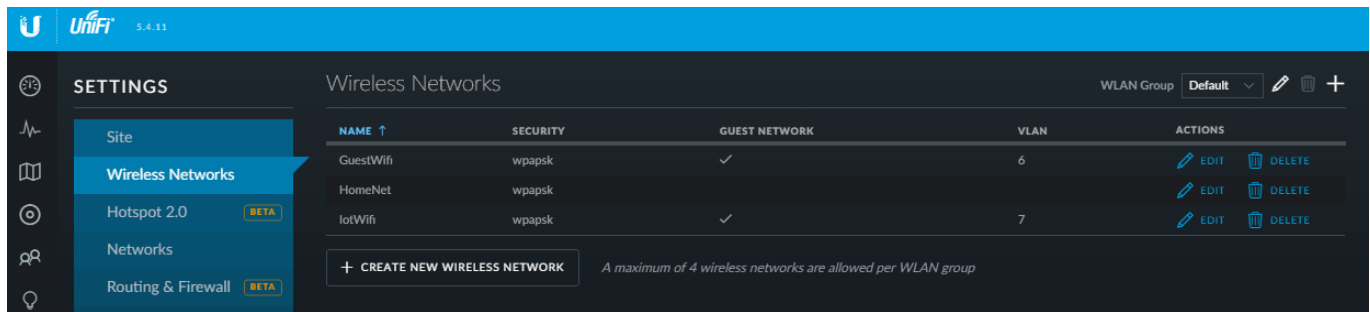 UniFi 5.4.11
SETTINGS
Site
Wireless Networks
Hotspot 2.0 BETA
Networks
Routing & Firewall BETA
Wireless Networks
WLAN Group Default
NAME ↑ SECURITY GUEST NETWORK VLAN ACTIONS
GuestWifi wpapsk ✓ 6 EDIT DELETE
HomeNet wpapsk EDIT DELETE
IotWifi wpapsk ✓ 7 EDIT DELETE
+ CREATE NEW WIRELESS NETWORK
A maximum of 4 wireless networks are allowed per WLAN group